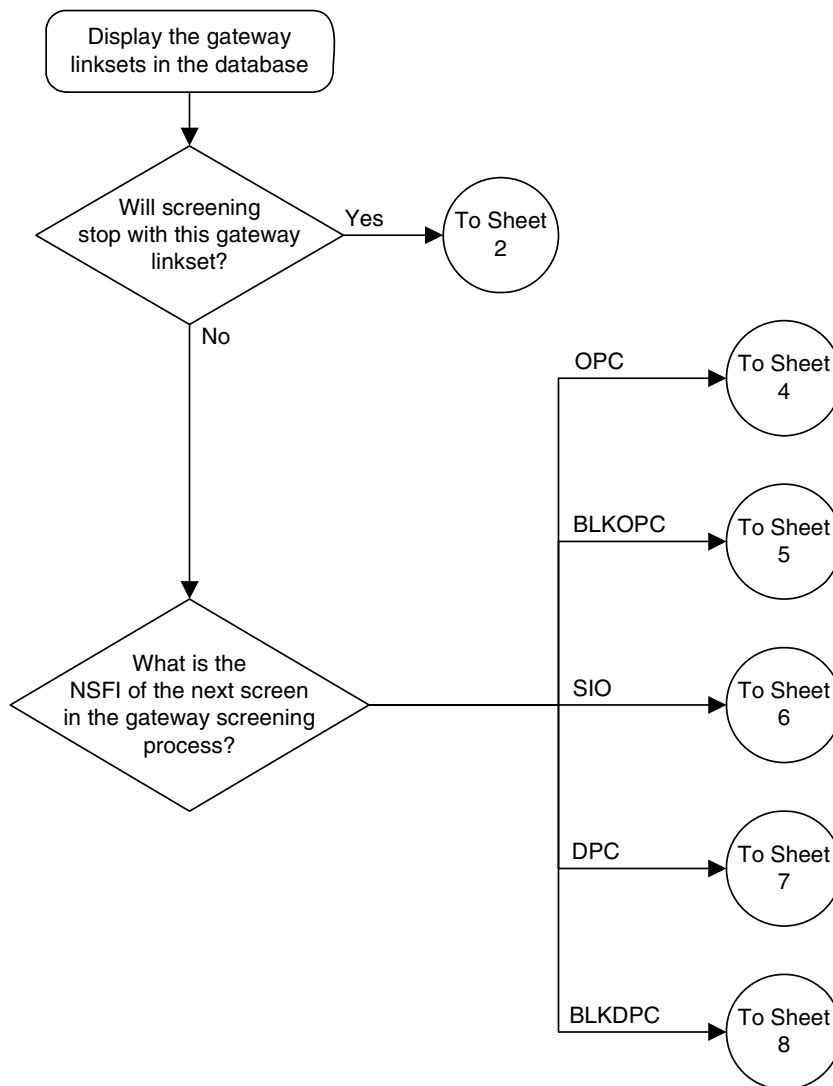 Display the gateway
linksets in the database
Will screening
stop with this gateway
linkset?
Yes
To Sheet
2
No
OPC
To Sheet
4
BLKOPC
To Sheet
5
What is the
NSFI of the next screen
in the gateway screening
process?
SIO
To Sheet
6
DPC
To Sheet
7
BLKDPC
To Sheet
8